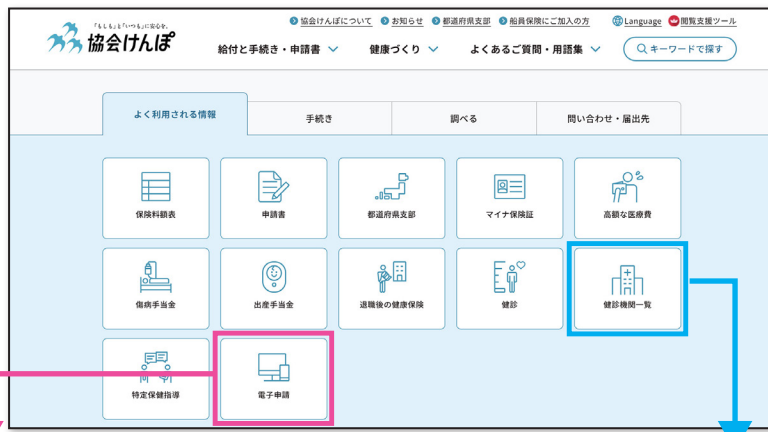 「もしも」と「いつも」に安心を。
協会けんぽ
協会けんぽについて お知らせ 都道府県支部 船員保険にご加入の方 Language 閲覧支援ツール
給付と手続き・申請書 健康づくり よくあるご質問・用語集 キーワードで探す
よく利用される情報 手続き 調べる 問い合わせ・届出先
保険料額表 申請書 都道府県支部 マイナ保険証 高額な医療費
傷病手当金 出産手当金 退職後の健康保険 健診 健診機関一覧
特定保健指導 電子申請